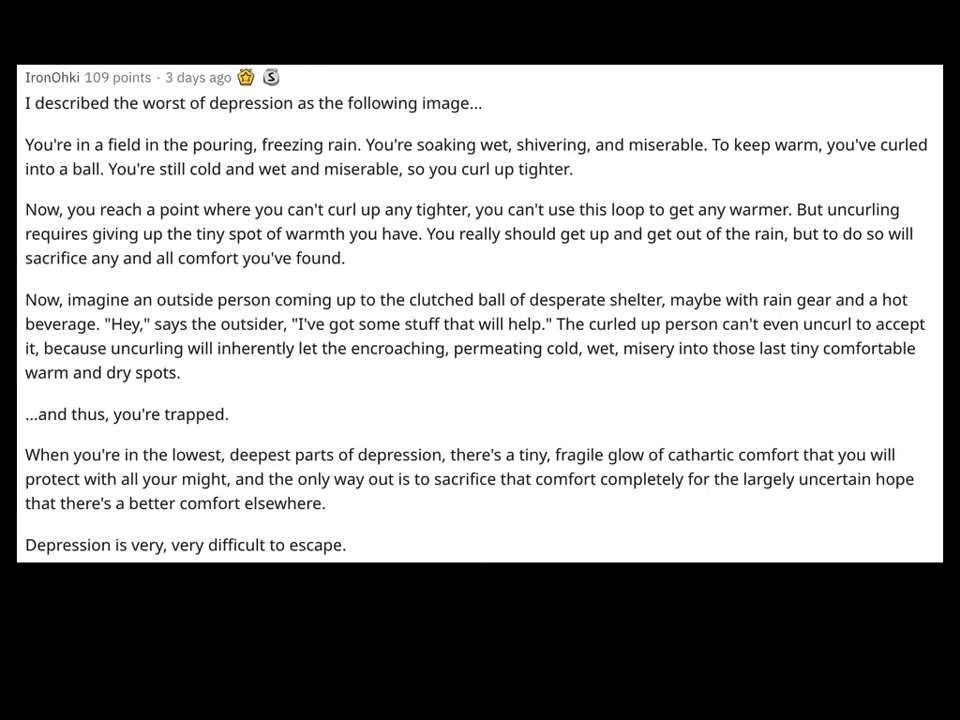 IronOhki 109 points · 3 days ago S
I described the worst of depression as the following image...
You're in a field in the pouring, freezing rain. You're soaking wet, shivering, and miserable. To keep warm, you've curled
into a ball. You're still cold and wet and miserable, so you curl up tighter.
Now, you reach a point where you can't curl up any tighter, you can't use this loop to get any warmer. But uncurling
requires giving up the tiny spot of warmth you have. You really should get up and get out of the rain, but to do so will
sacrifice any and all comfort you've found.
Now, imagine an outside person coming up to the clutched ball of desperate shelter, maybe with rain gear and a hot
beverage. "Hey," says the outsider, "I've got some stuff that will help." The curled up person can't even uncurl to accept
it, because uncurling will inherently let the encroaching, permeating cold, wet, misery into those last tiny comfortable
warm and dry spots.
...and thus, you're trapped.
When you're in the lowest, deepest parts of depression, there's a tiny, fragile glow of cathartic comfort that you will
protect with all your might, and the only way out is to sacrifice that comfort completely for the largely uncertain hope
that there's a better comfort elsewhere.
Depression is very, very difficult to escape.